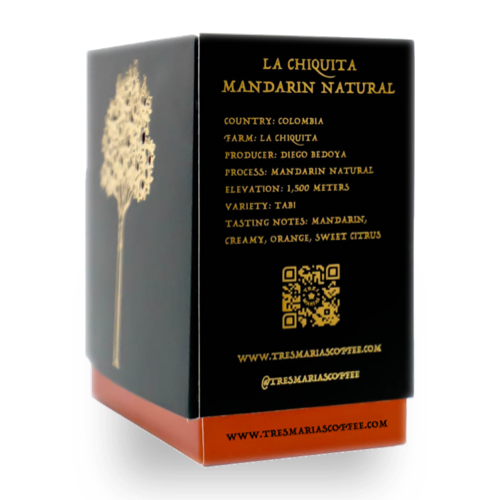 LA CHIQUITA
MANDARIN NATURAL
COUNTRY: COLOMBIA
FARM: LA CHIQUITA
PRODUCER: DIEGO BEDOYA
PROCESS: MANDARIN NATURAL
ELEVATION: 1,500 METERS
VARIETY: TABI
TASTING NOTES: MANDARIN,
CREAMY, ORANGE, SWEET CITRUS
WWW.TRESMARIASCOFFEE.COM
@TRESMARIASCOFFEE
WWW.TRESMARIASCOFFEE.COM